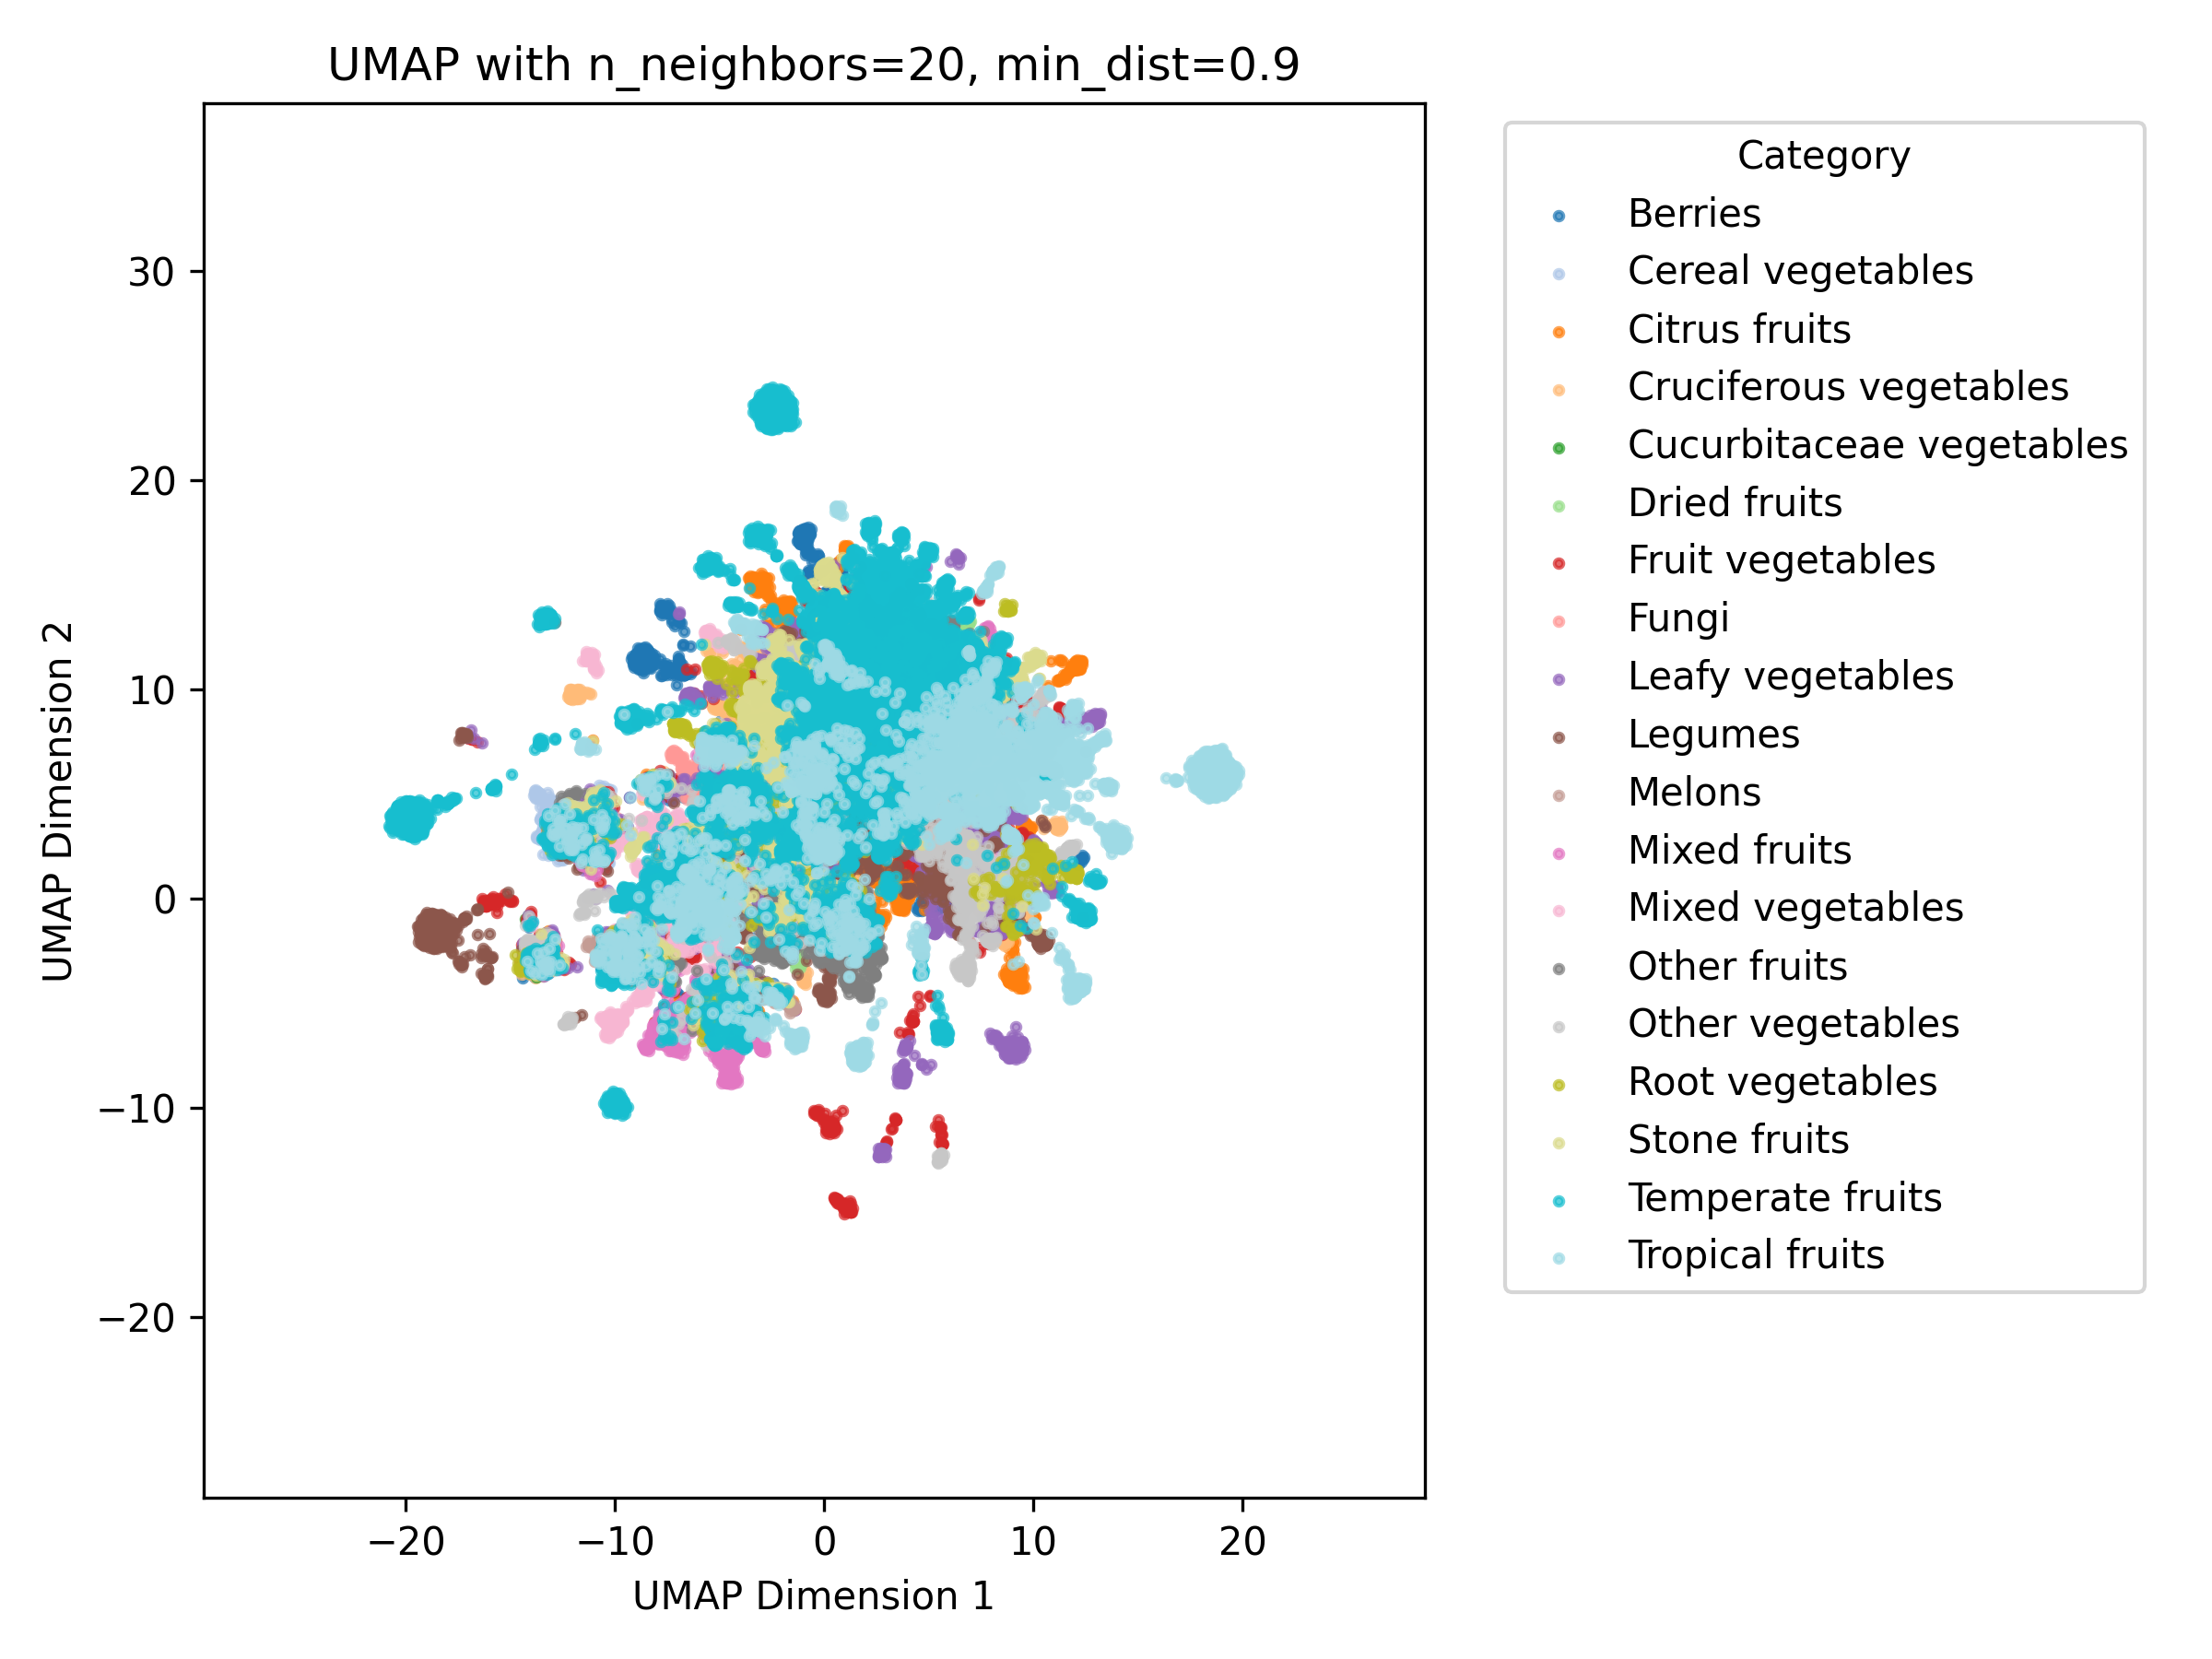 UMAP with n_neighbors=20, min_dist=0.9
30
20
10
0
−10
−20
UMAP Dimension 2
−20
−10
0
10
20
UMAP Dimension 1
Category
Berries
Cereal vegetables
Citrus fruits
Cruciferous vegetables
Cucurbitaceae vegetables
Dried fruits
Fruit vegetables
Fungi
Leafy vegetables
Legumes
Melons
Mixed fruits
Mixed vegetables
Other fruits
Other vegetables
Root vegetables
Stone fruits
Temperate fruits
Tropical fruits